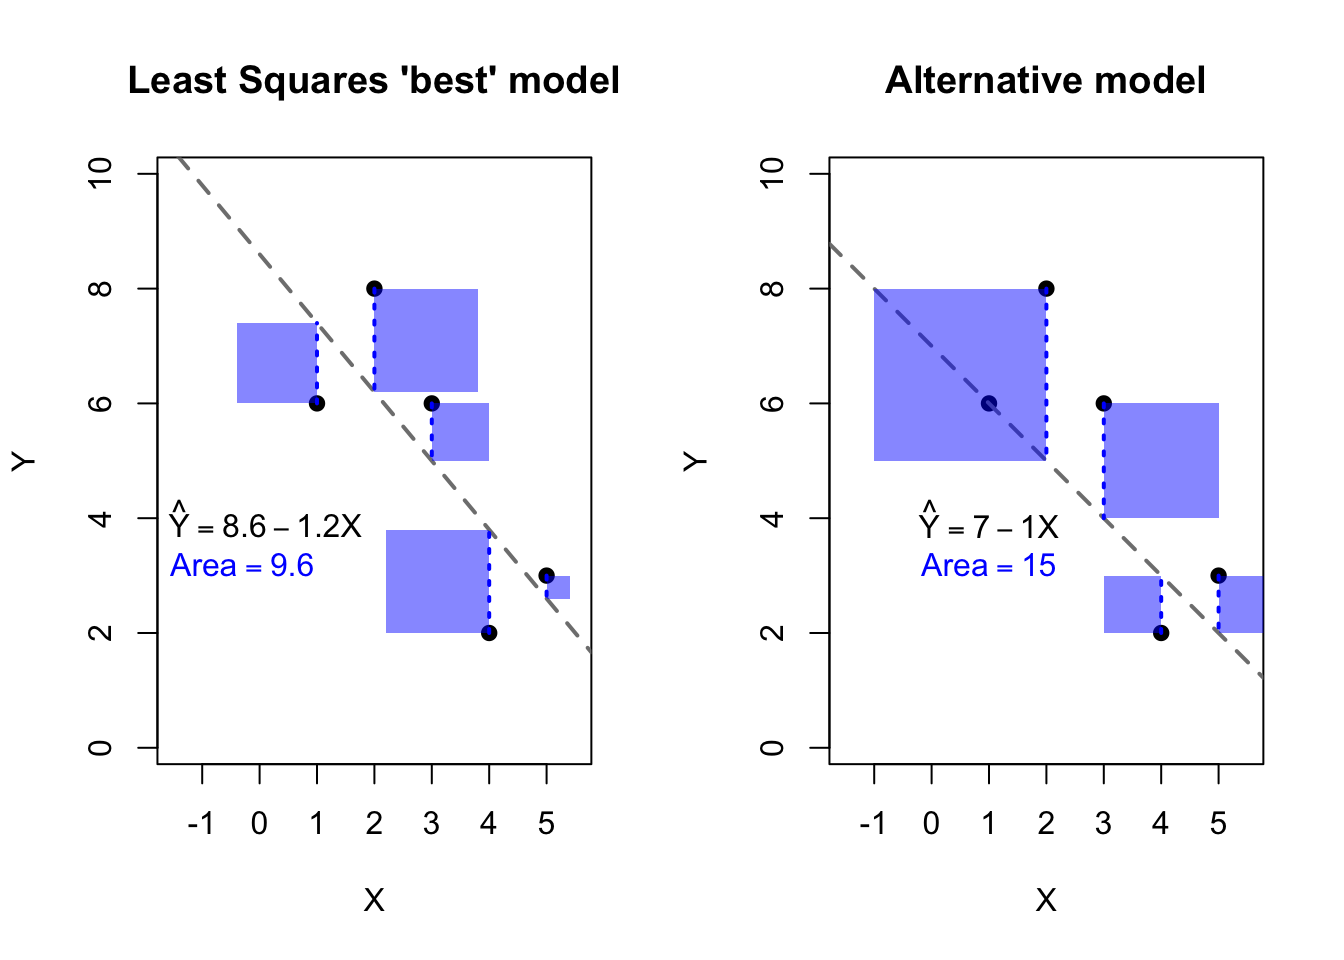 Least Squares 'best' model
10
8
6
4
2
0
Y
Ŷ = 8.6 – 1.2X
Area = 9.6
-1 0 1 2 3 4 5
X
Alternative model
10
8
6
4
2
0
Y
Ŷ = 7 – 1X
Area = 15
-1 0 1 2 3 4 5
X